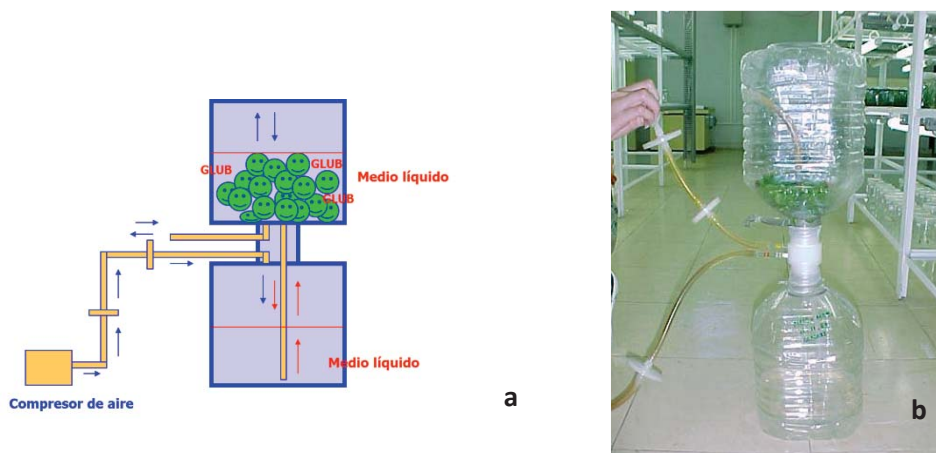 GLUB
GLUB
Medio líquido
GLUB
Medio líquido
Compresor de aire
a
b